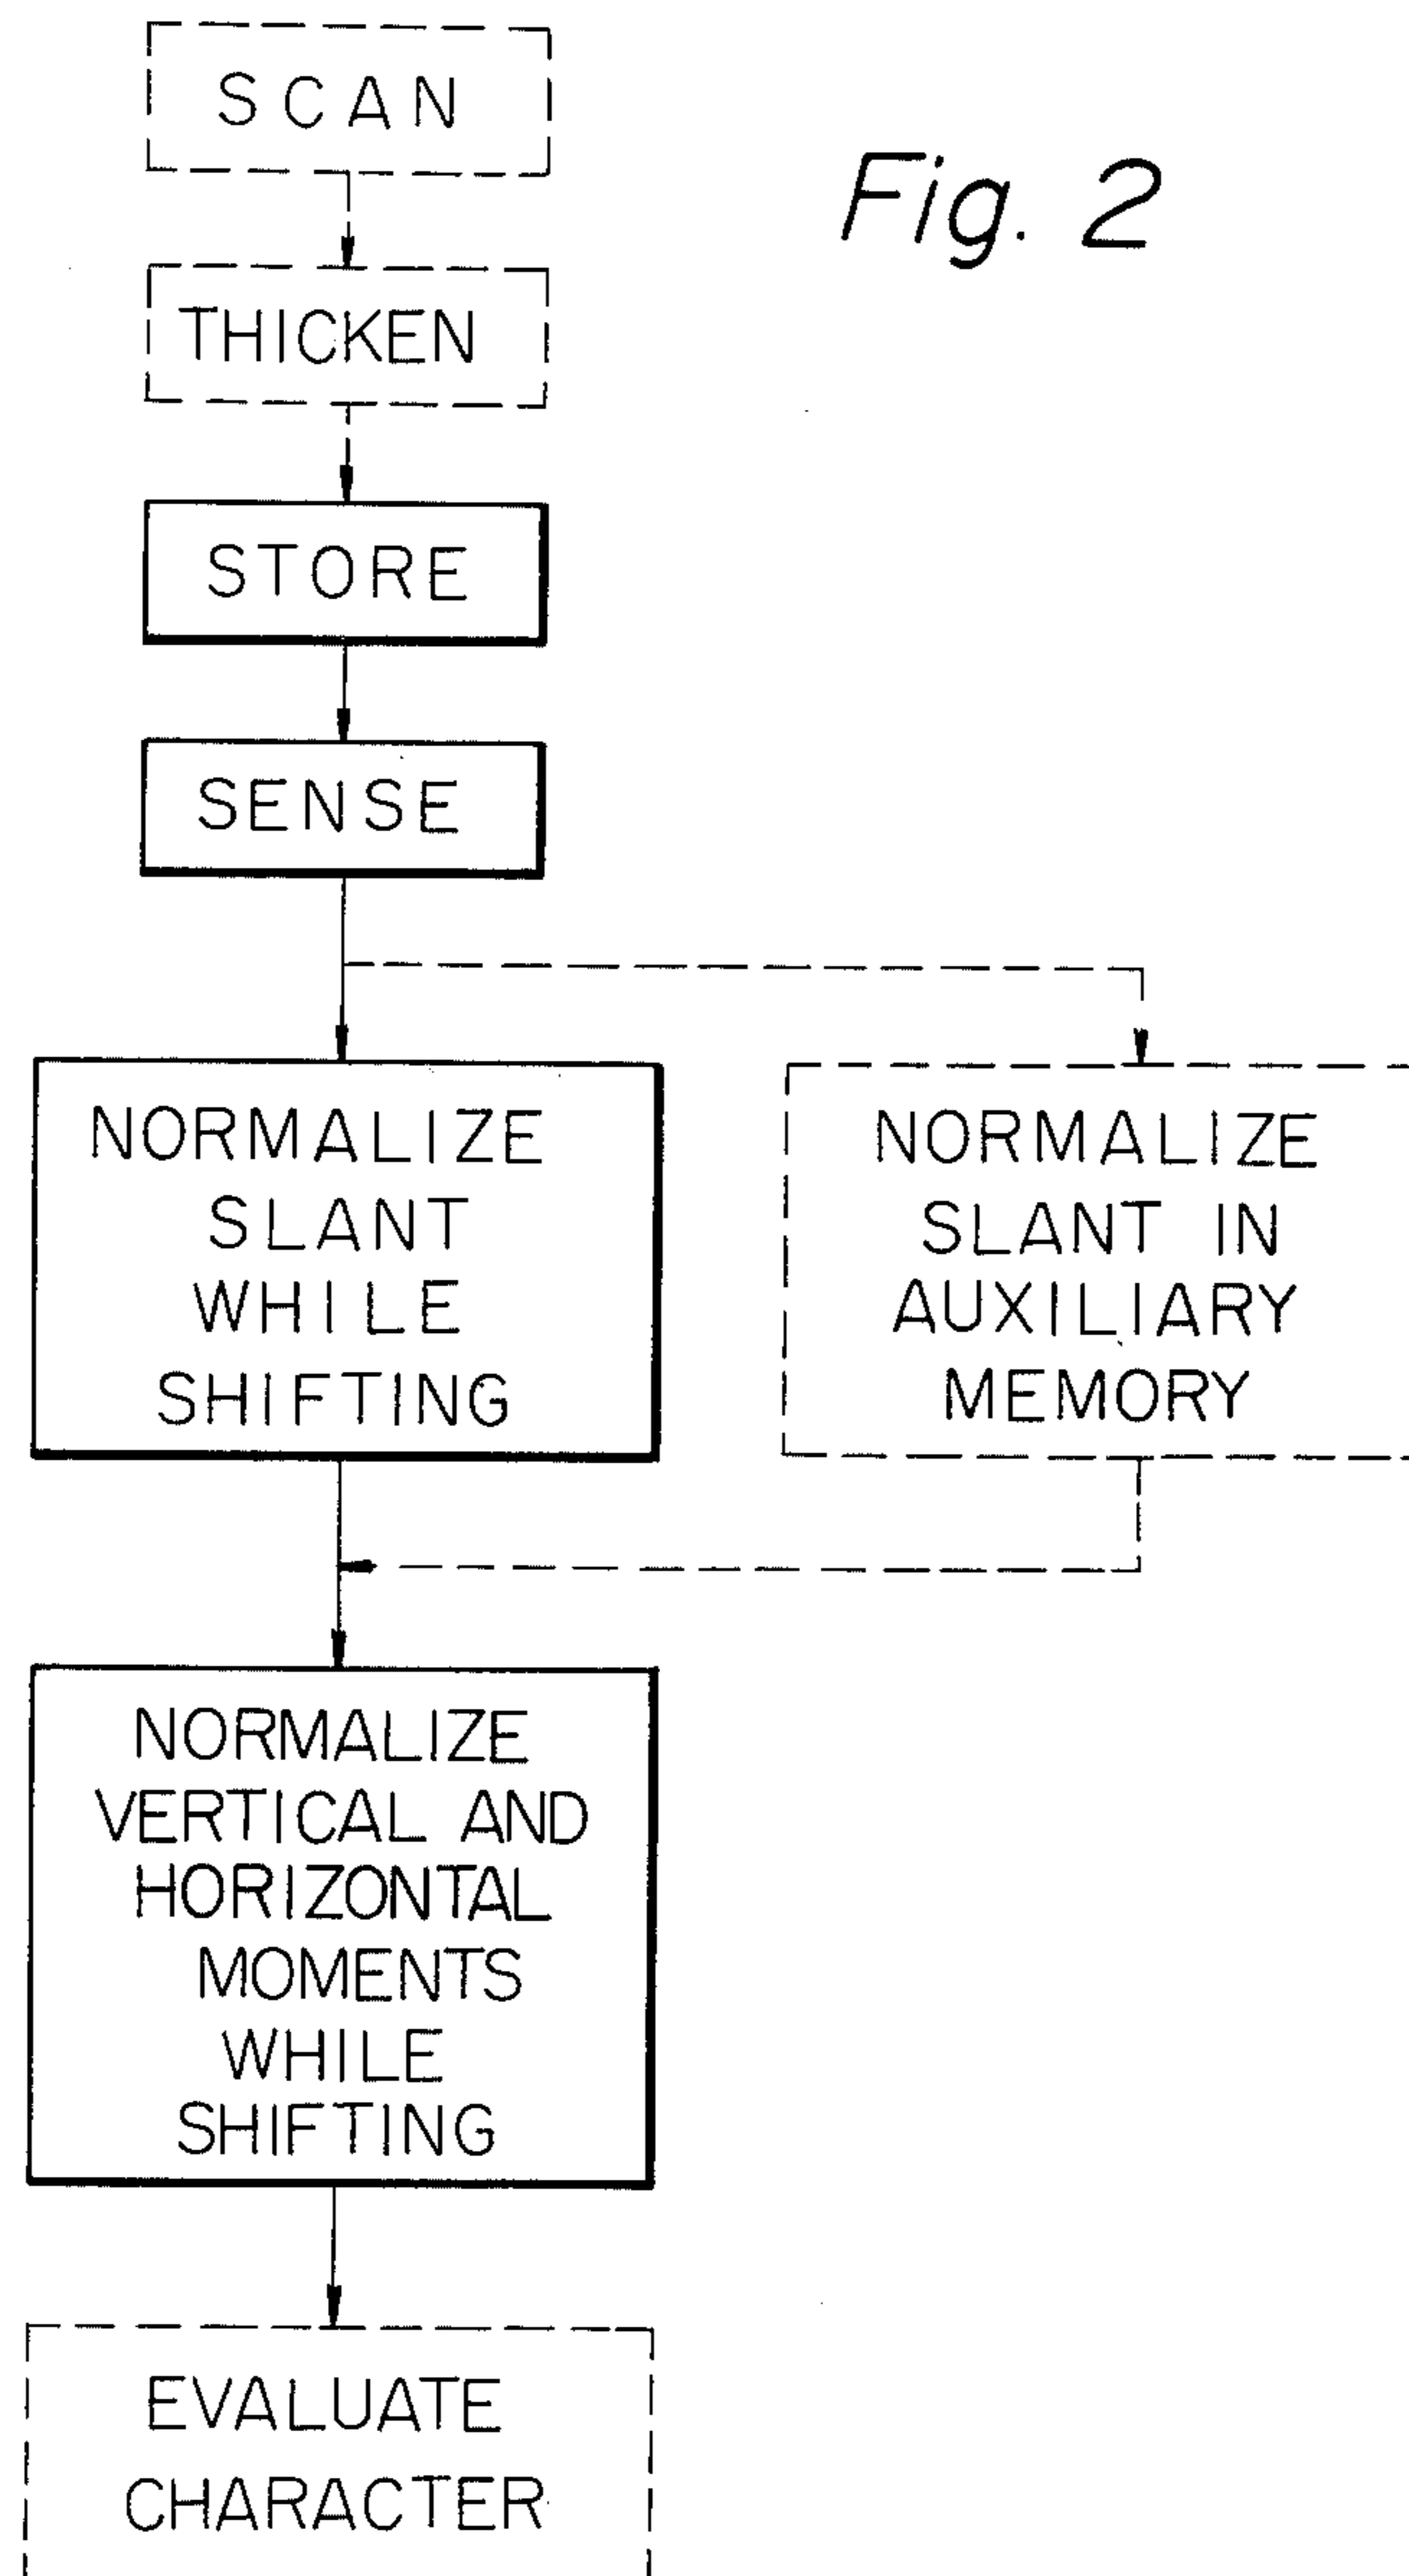 SCAN
Fig. 2
THICKEN
STORE
SENSE
NORMALIZE
SLANT
WHILE
SHIFTING
NORMALIZE
SLANT IN
AUXILIARY
MEMORY
NORMALIZE
VERTICAL AND
HORIZONTAL
MOMENTS
WHILE
SHIFTING
EVALUATE
CHARACTER